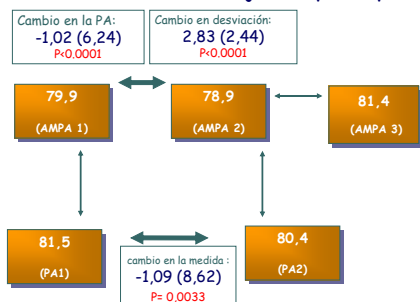 Cambio en la PA:
-1,02 (6,24)
P<0,0001
Cambio en desviación:
2,83 (2,44)
P<0,0001
79,9
(AMPA 1)
78,9
(AMPA 2)
81,4
(AMPA 3)
81,5
(PA1)
cambio en la medida :
-1,09 (8,62)
P= 0,0033
80,4
(PA2)